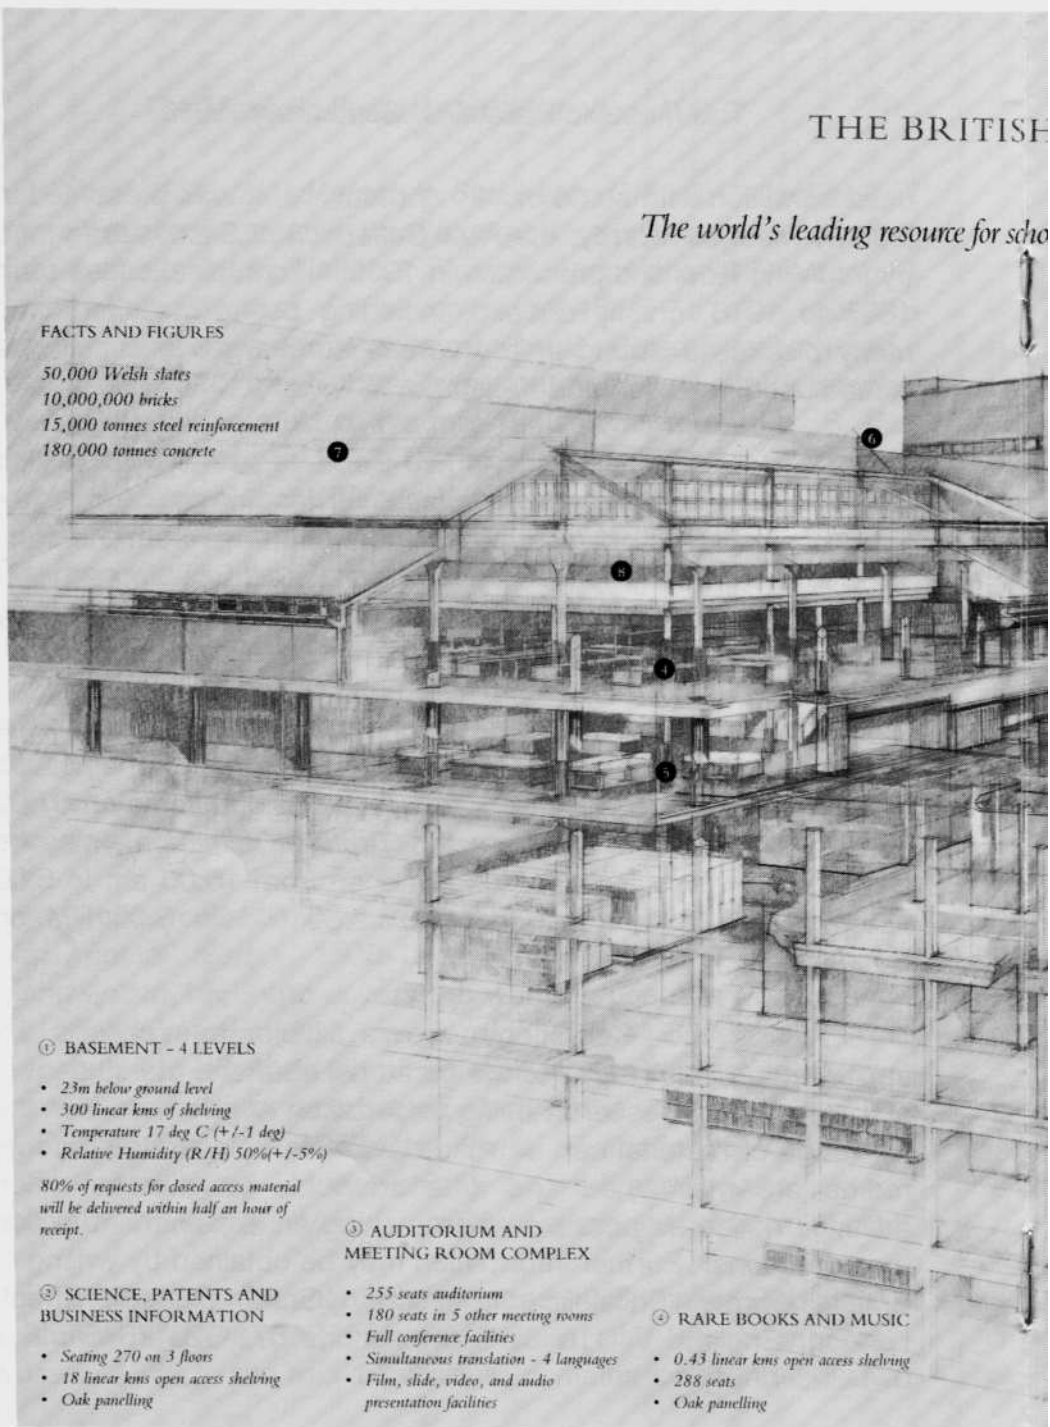 THE BRITISH
The world's leading resource for scho
FACTS AND FIGURES
50,000 Welsh slates
10,000,000 bricks
15,000 tonnes steel reinforcement
180,000 tonnes concrete
7
6
8
4
5
① BASEMENT – 4 LEVELS
• 23m below ground level
• 300 linear kms of shelving
• Temperature 17 deg C (+/-1 deg)
• Relative Humidity (R/H) 50%(+/-5%)
80% of requests for closed access material
will be delivered within half an hour of
receipt.
② SCIENCE, PATENTS AND
BUSINESS INFORMATION
• Seating 270 on 3 floors
• 18 linear kms open access shelving
• Oak panelling
③ AUDITORIUM AND
MEETING ROOM COMPLEX
• 255 seats auditorium
• 180 seats in 5 other meeting rooms
• Full conference facilities
• Simultaneous translation - 4 languages
• Film, slide, video, and audio
presentation facilities
④ RARE BOOKS AND MUSIC
• 0.43 linear kms open access shelving
• 288 seats
• Oak panelling